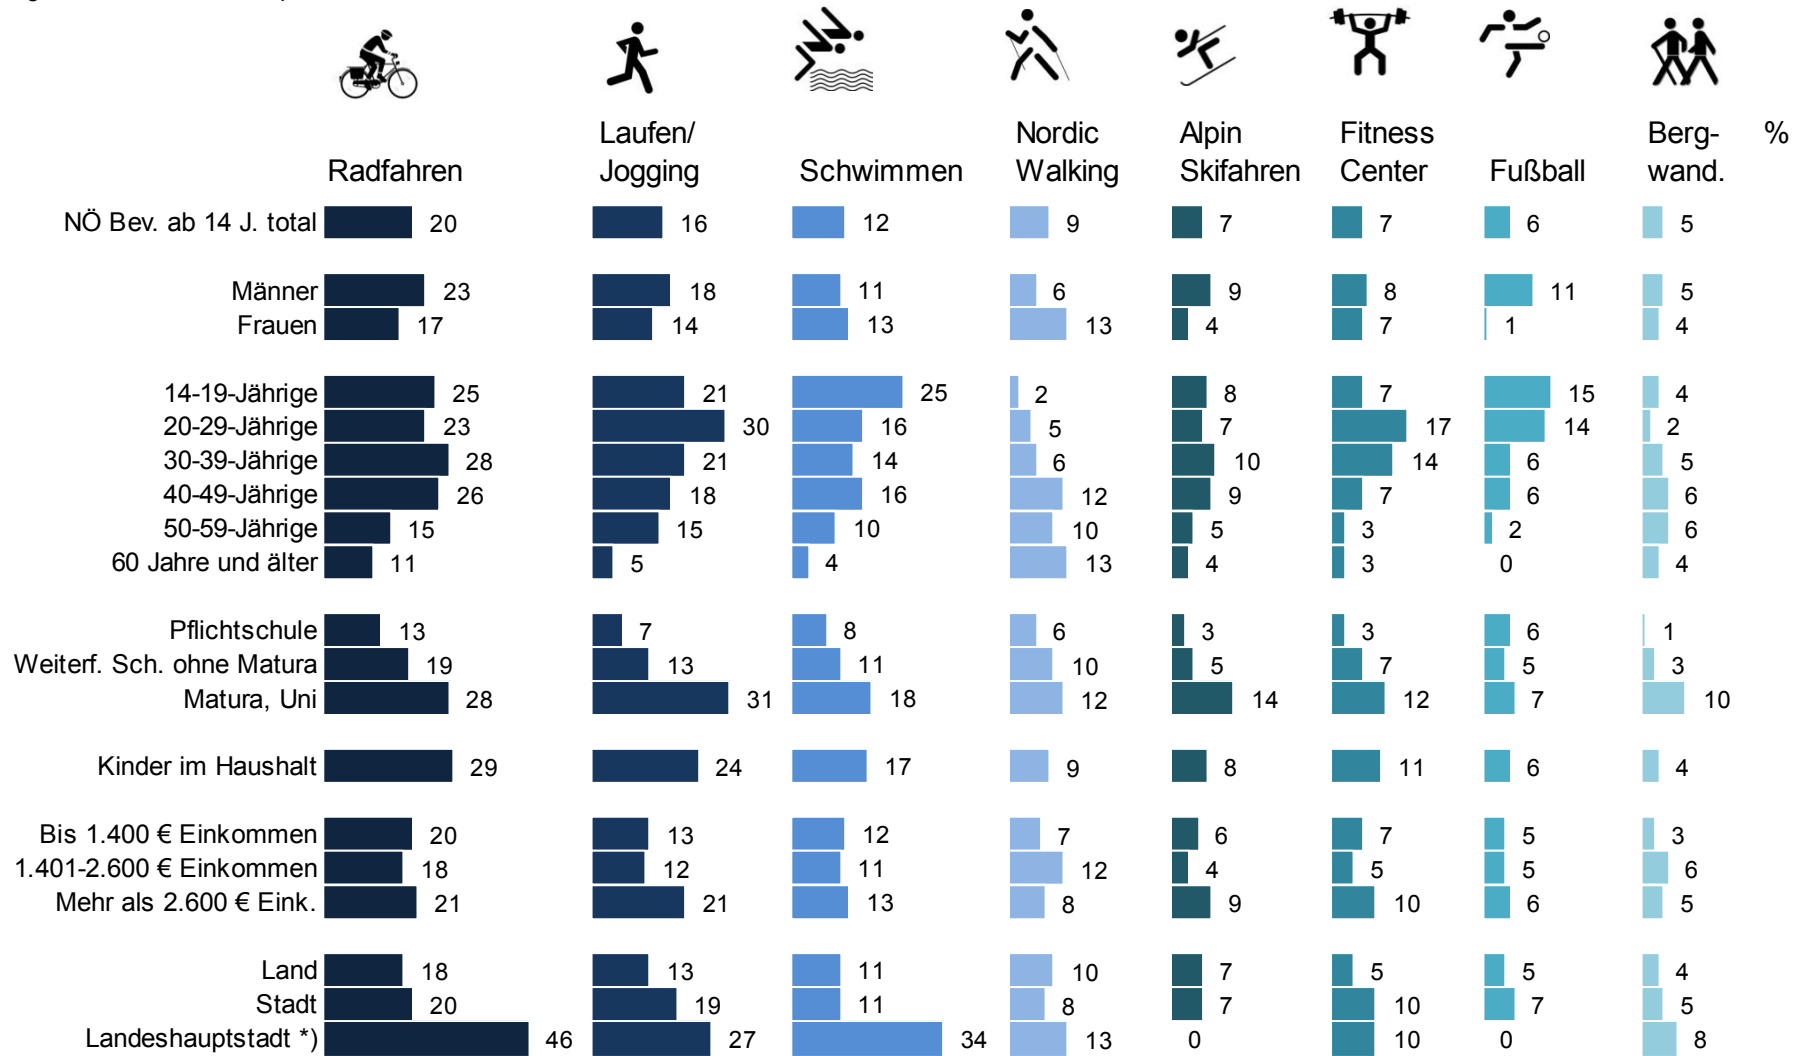 Laufen/ Nordic Alpin Fitness Berg- %
Radfahren Jogging Schwimmen Walking Skifahren Center Fußball wand.
NÖ Bev. ab 14 J. total 20 16 12 9 7 7 6 5
Männer 23 18 11 6 9 8 11 5
Frauen 17 14 13 13 4 7 1 4
14-19-Jährige 25 21 25 2 8 7 15 4
20-29-Jährige 23 30 16 5 7 17 14 2
30-39-Jährige 28 21 14 6 10 14 6 5
40-49-Jährige 26 18 16 12 9 7 6 6
50-59-Jährige 15 15 10 10 5 3 2 6
60 Jahre und älter 11 5 4 13 4 3 0 4
Pflichtschule 13 7 8 6 3 3 6 1
Weiterf. Sch. ohne Matura 19 13 11 10 5 7 5 3
Matura, Uni 28 31 18 12 14 12 7 10
Kinder im Haushalt 29 24 17 9 8 11 6 4
Bis 1.400 € Einkommen 20 13 12 7 6 7 5 3
1.401-2.600 € Einkommen 18 12 11 12 4 5 5 6
Mehr als 2.600 € Eink. 21 21 13 8 9 10 6 5
Land 18 13 11 10 7 5 5 4
Stadt 20 19 11 8 7 10 7 5
Landeshauptstadt *) 46 27 34 13 0 10 0 8